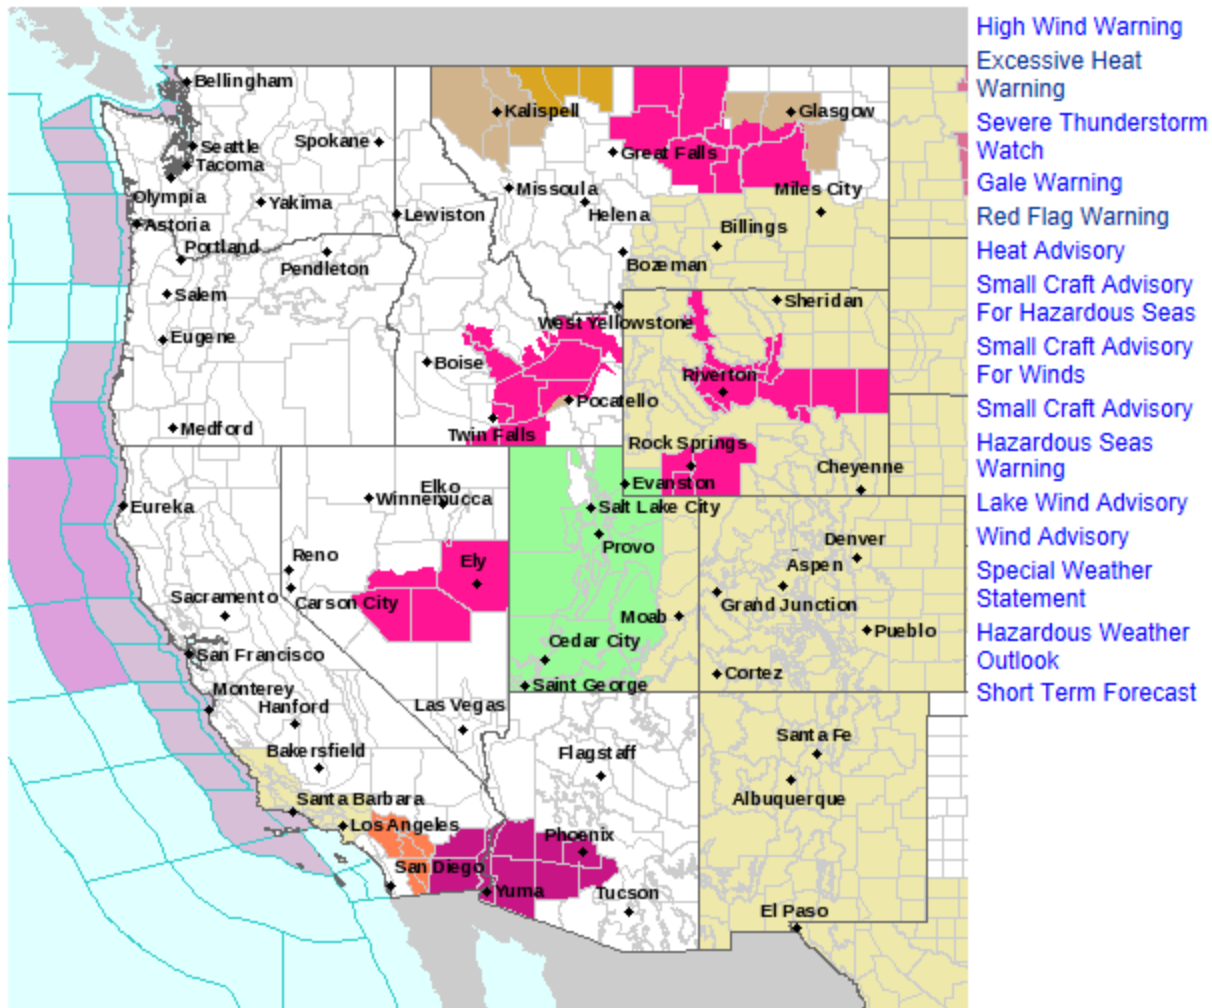 High Wind Warning
Excessive Heat
Warning
Severe Thunderstorm
Watch
Gale Warning
Red Flag Warning
Heat Advisory
Small Craft Advisory
For Hazardous Seas
Small Craft Advisory
For Winds
Small Craft Advisory
Hazardous Seas
Warning
Lake Wind Advisory
Wind Advisory
Special Weather
Statement
Hazardous Weather
Outlook
Short Term Forecast
Bellingham
Kalispell
Glasgow
Seattle
Spokane
Great Falls
Tacoma
Missoula
Miles City
Olympia
Yakima
Lewiston
Helena
Astoria
Billings
Portland
Pendleton
Bozeman
Salem
Sheridan
West Yellowstone
Eugene
Boise
Riverton
Pocatello
Medford
Twin Falls
Rock Springs
Cheyenne
Elko
Winnemucca
Evanston
Eureka
Salt Lake City
Denver
Provo
Reno
Ely
Aspen
Sacramento
Carson City
Grand Junction
Moab
Pueblo
Cedar City
San Francisco
Cortez
Saint George
Monterey
Hanford
Las Vegas
Santa Fe
Bakersfield
Flagstaff
Santa Barbara
Albuquerque
Los Angeles
Phoenix
San Diego
Yuma
Tucson
El Paso